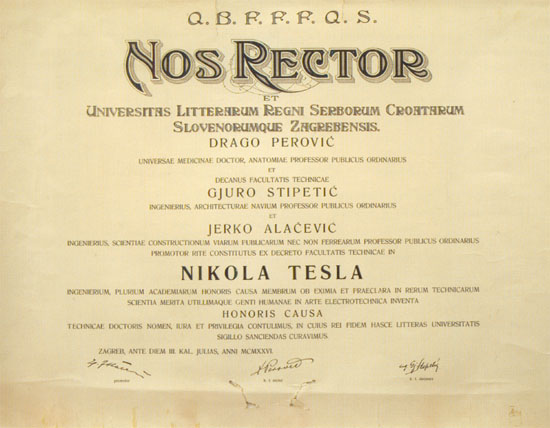 Q. B. F. F. F. Q. S.
NOS RECTOR
ET
UNIVERSITAS LITTERARUM REGNI SERBORUM CROATARUM
SLOVENORUMQUE ZAGREBENSIS.
DRAGO PEROVIĆ
UNIVERSAE MEDICINAE DOCTOR, ANATOMIAE PROFESSOR PUBLICUS ORDINARIUS
ET
DECANUS FACULTATIS TECHNICAE
GJURO STIPETIĆ
INGENIERIUS, ARCHITECTURAE NAVIUM PROFESSOR PUBLICUS ORDINARIUS
ET
JERKO ALAČEVIĆ
INGENIERIUS, SCIENTIAE CONSTRUCTIONUM VIARUM PUBLICARUM NEC NON FERREARUM PROFESSOR PUBLICUS ORDINARIUS
PROMOTOR RITE CONSTITUTUS EX DECRETO FACULTATIS TECHNICAE IN
NIKOLA TESLA
INGENIERIUM, PLURIUM ACADEMIARUM HONORIS CAUSA MEMBRUM OB EXIMIA ET PRAECLARA IN RERUM TECHNICARUM
SCIENTIA MERITA UTILLIMAQUE GENTI HUMANAE IN ARTE ELECTROTECHNICA INVENTA
HONORIS CAUSA
TECHNICAE DOCTORIS NOMEN, IURA ET PRIVILEGIA CONTULIMUS, IN CUIUS REI FIDEM HASCE LITTERAS UNIVERSITATIS
SIGILLO SANCIENDAS CURAVIMUS.
ZAGREB, ANTE DIEM III. KAL. JULIAS, ANNI MCMXXVI.